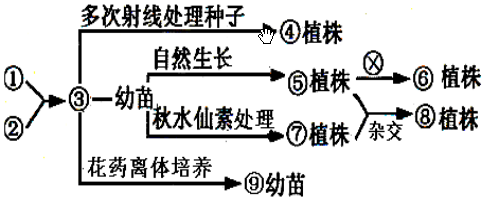 多次射线处理种子
④植株
自然生长
①
③
幼苗
⑤植株
⊗
⑥ 植株
②
秋水仙素处理
⑦植株
杂交
⑧植株
花药离体培养
⑨幼苗